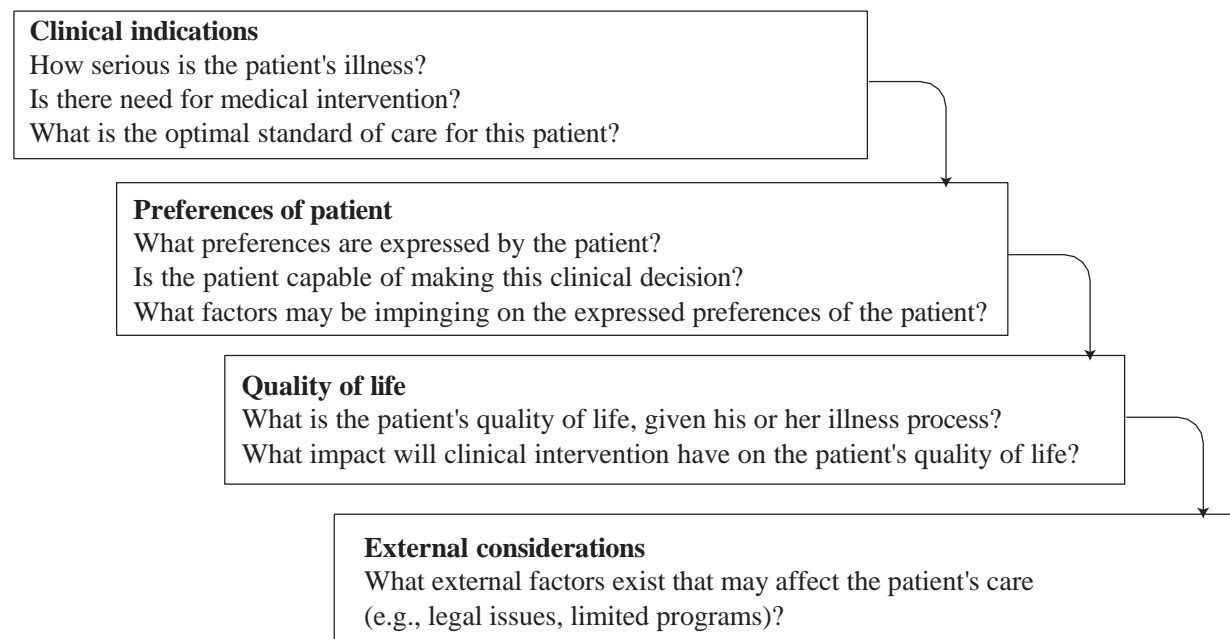 Clinical indications
How serious is the patient's illness?
Is there need for medical intervention?
What is the optimal standard of care for this patient?
Preferences of patient
What preferences are expressed by the patient?
Is the patient capable of making this clinical decision?
What factors may be impinging on the expressed preferences of the patient?
Quality of life
What is the patient's quality of life, given his or her illness process?
What impact will clinical intervention have on the patient's quality of life?
External considerations
What external factors exist that may affect the patient's care
(e.g., legal issues, limited programs)?